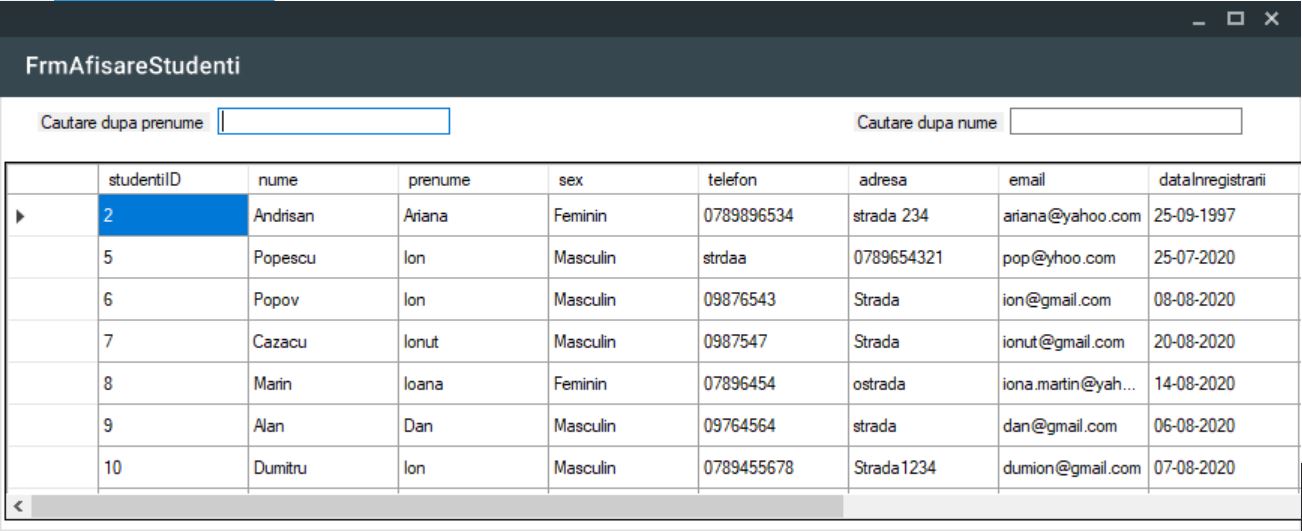 FrmAfisareStudenti
Cautare dupa prenume Cautare dupa nume
studentiID nume prenume sex telefon adresa email dataInregistrarii
2 Andrisan Ariana Feminin 0789896534 strada 234 ariana@yahoo.com 25-09-1997
5 Popescu Ion Masculin strdaa 0789654321 pop@yhoo.com 25-07-2020
6 Popov Ion Masculin 09876543 Strada ion@gmail.com 08-08-2020
7 Cazacu Ionut Masculin 0987547 Strada ionut@gmail.com 20-08-2020
8 Marin Ioana Feminin 07896454 ostrada iona.martin@yah... 14-08-2020
9 Alan Dan Masculin 09764564 strada dan@gmail.com 06-08-2020
10 Dumitru Ion Masculin 0789455678 Strada1234 dumion@gmail.com 07-08-2020